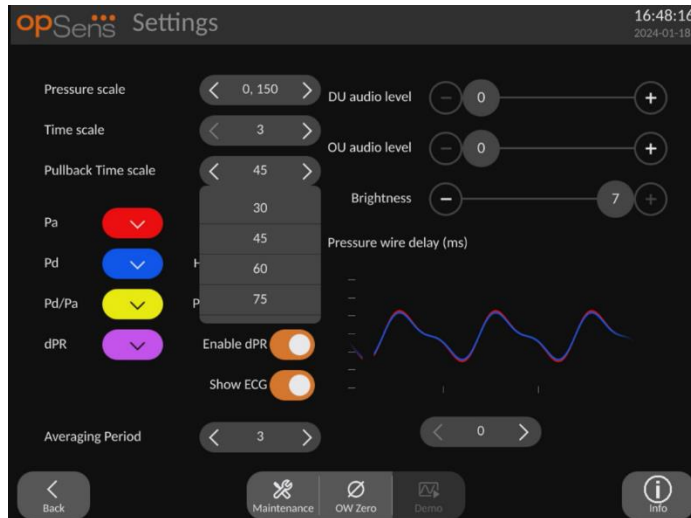 opSens Settings
16:48:16
2024-01-18
Pressure scale
0, 150
DU audio level
0
Time scale
3
OU audio level
0
Pullback Time scale
45
Brightness
7
30
45
60
75
Pressure wire delay (ms)
Pa
Pd
H
Pd/Pa
P
dPR
Enable dPR
Show ECG
Averaging Period
3
0
Back
Maintenance
OW Zero
Demo
Info